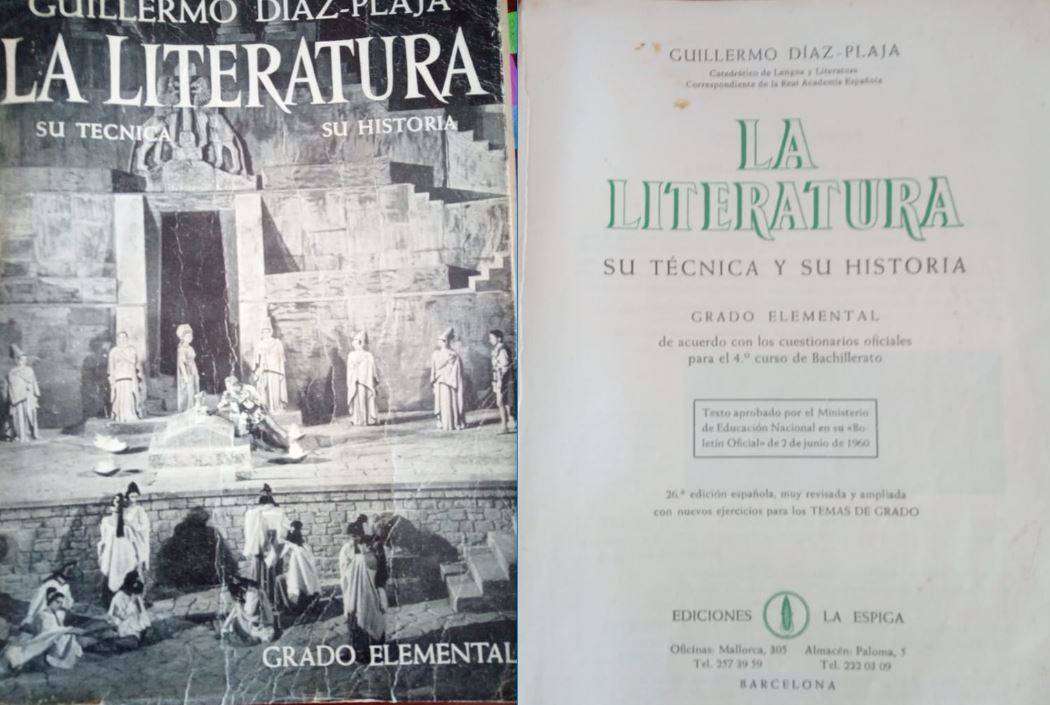 GUILLERMO DÍAZ-PLAJA
LA LITERATURA
SU TECNICA
SU HISTORIA
GRADO ELEMENTAL
GUILLERMO DÍAZ-PLAJA
Catedrático de Lengua y Literatura
Correspondiente de la Real Academia Española
LA
LITERATURA
SU TÉCNICA Y SU HISTORIA
GRADO ELEMENTAL
de acuerdo con los cuestionarios oficiales
para el 4.º curso de Bachillerato
Texto aprobado por el Ministerio
de Educación Nacional en su «Bo-
letín Oficial» de 2 de junio de 1960
26.ª edición española, muy revisada y ampliada
con nuevos ejercicios para los TEMAS DE GRADO
EDICIONES LA ESPIGA
Oficinas: Mallorca, 305 Almacén: Paloma, 5
Tel. 257 39 59 Tel. 222 03 09
BARCELONA